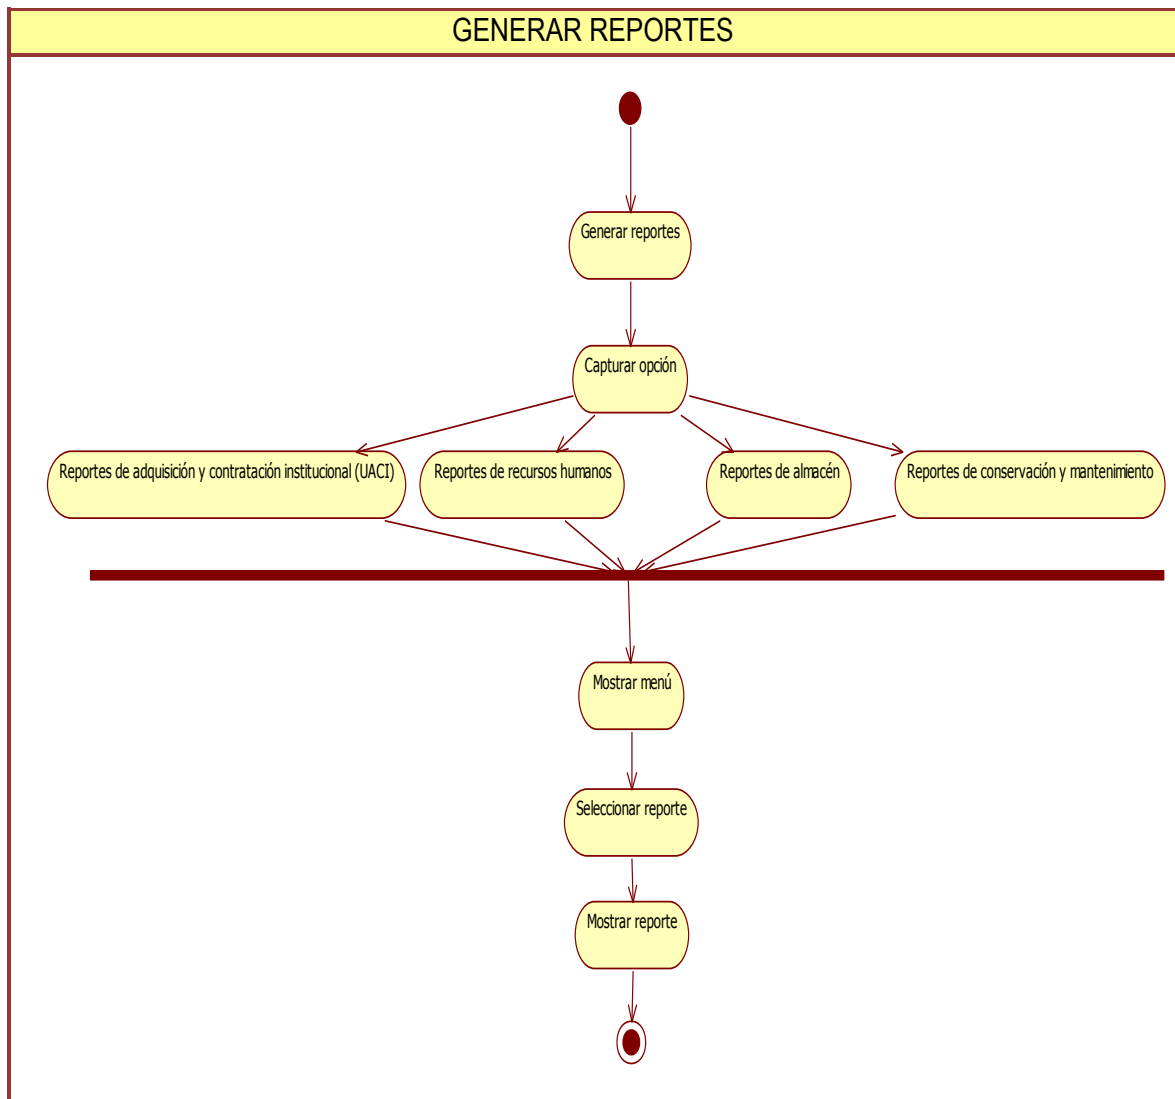 GENERAR REPORTES
Generar reportes
Capturar opción
Reportes de adquisición y contratación institucional (UACI)
Reportes de recursos humanos
Reportes de almacén
Reportes de conservación y mantenimiento
Mostrar menú
Seleccionar reporte
Mostrar reporte